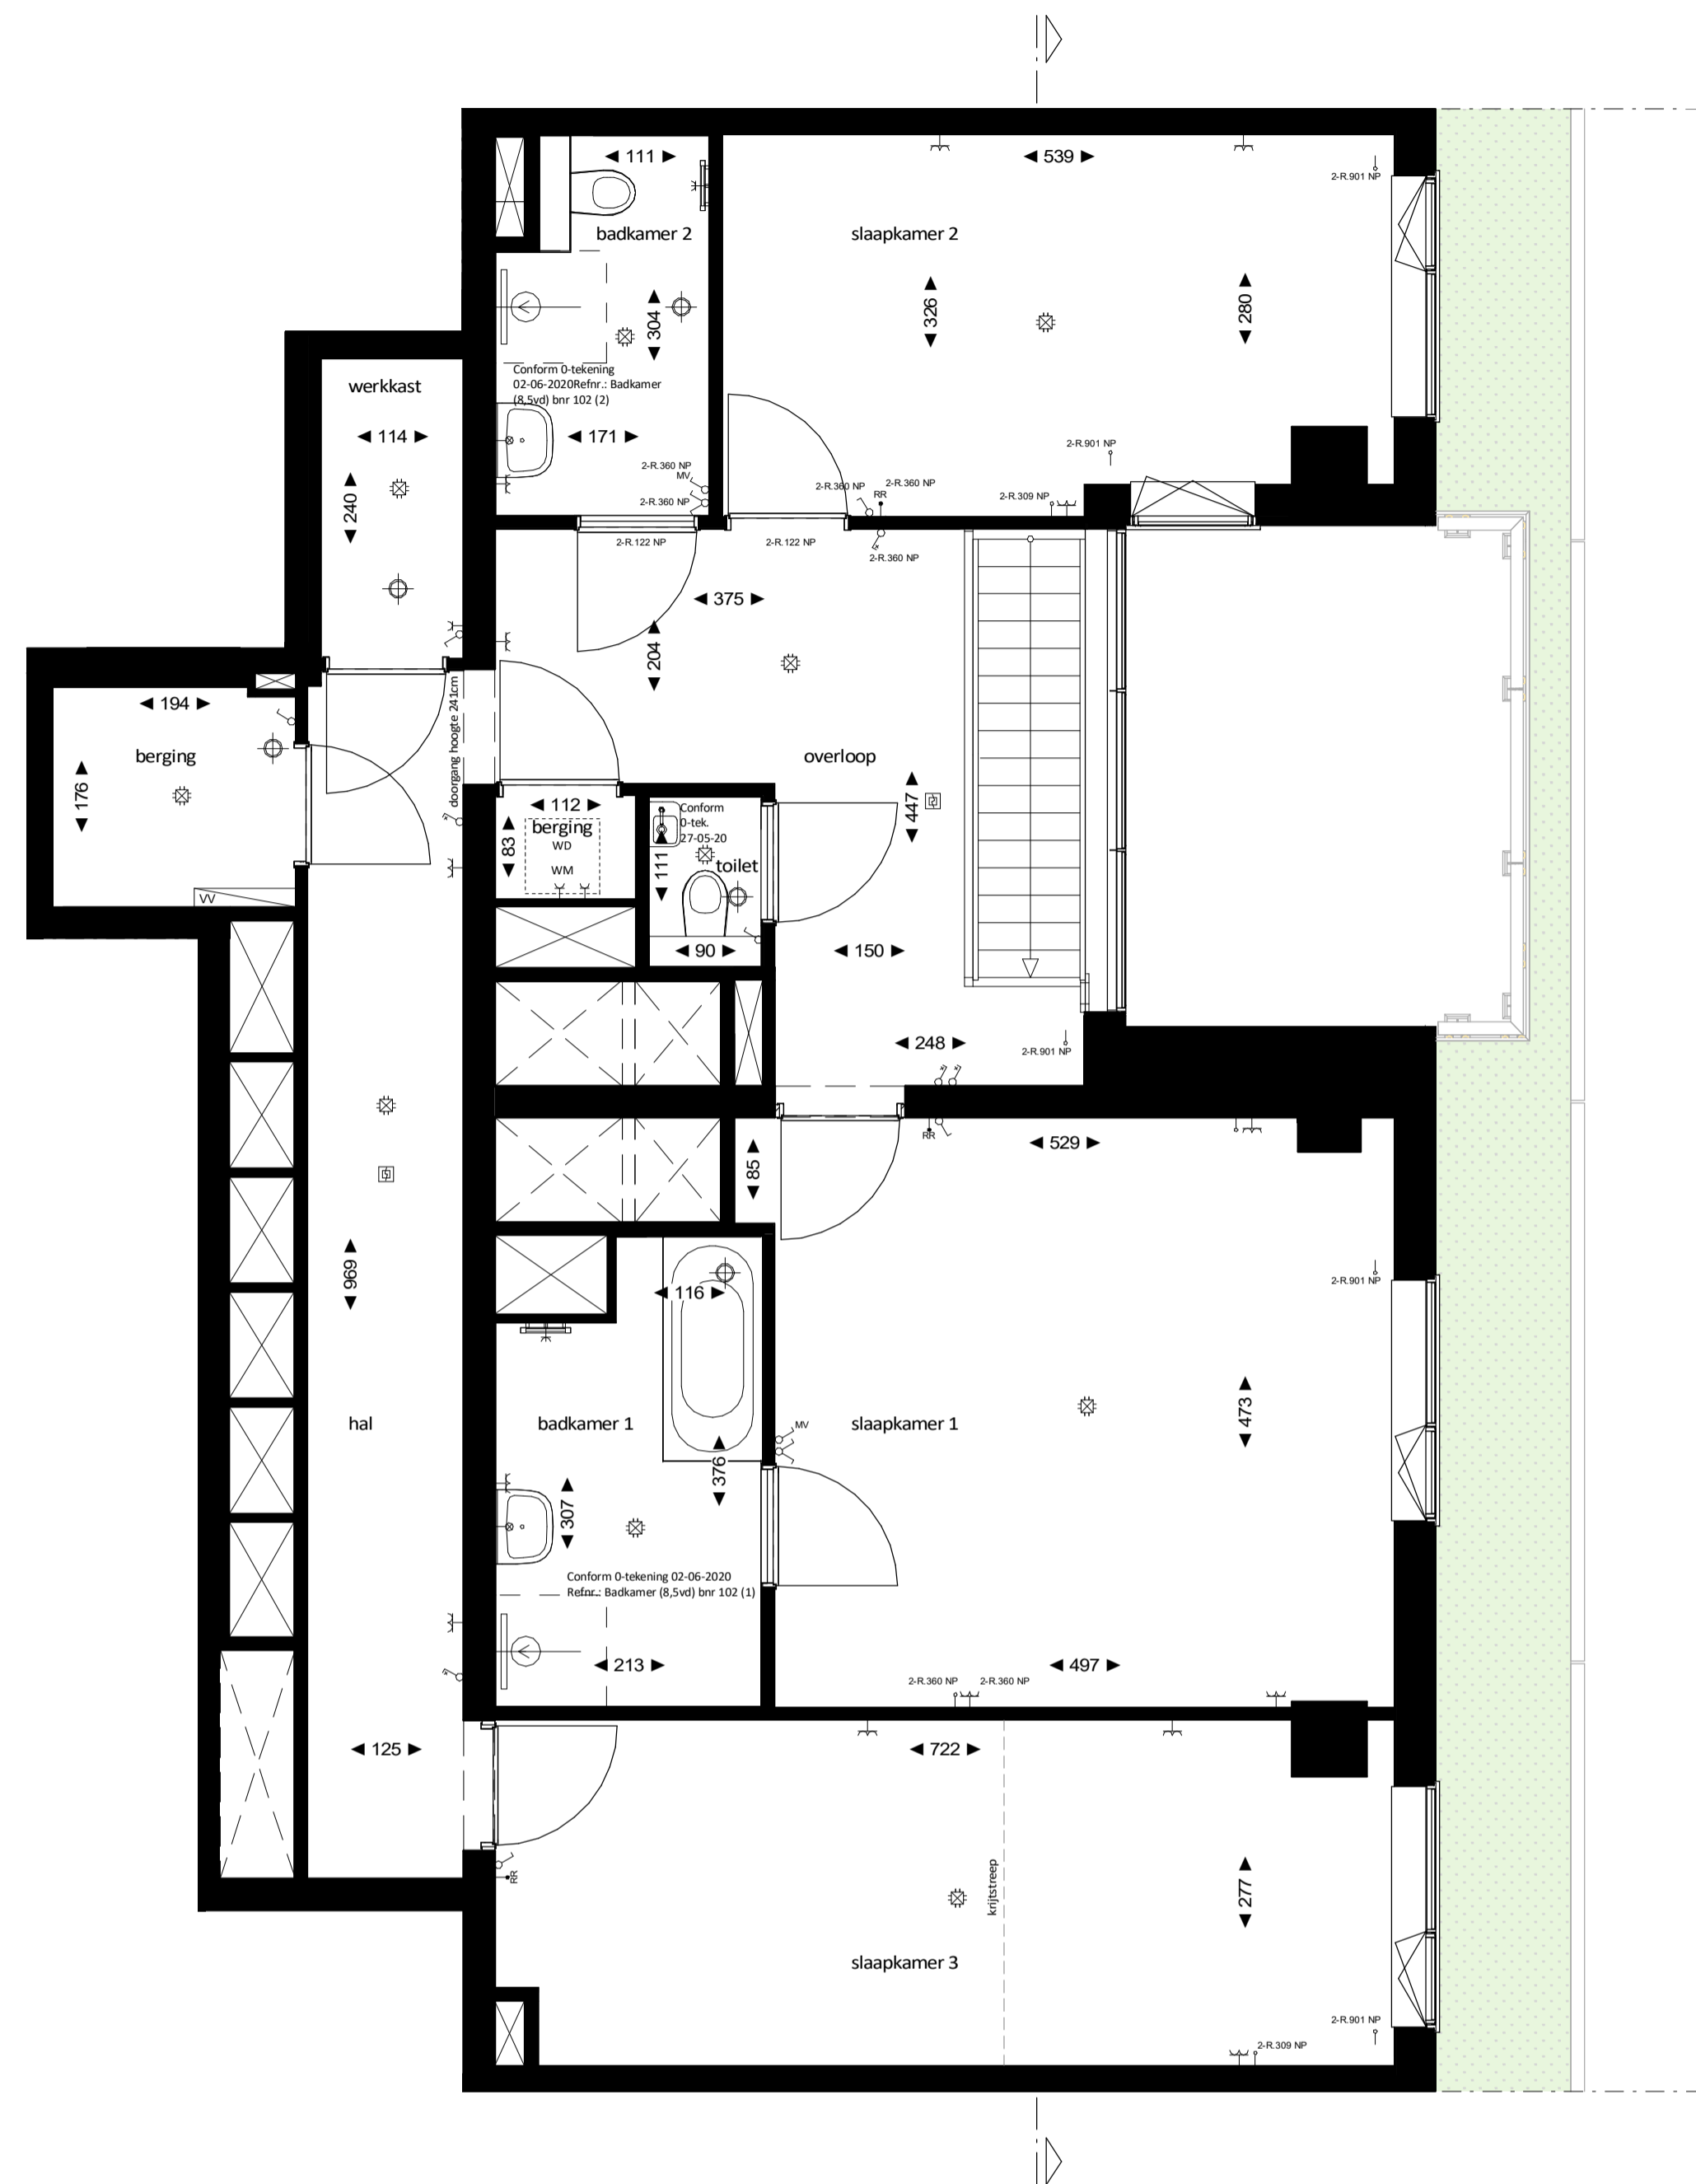 ◄ 111 ►
◄ 539 ►
2-R.901 NP
badkamer 2
slaapkamer 2
◄ 304 ►
◄ 326 ►
◄ 280 ►
Conform 0-tekening
02-06-2020Refnr.: Badkamer
(8,5vd) bnr 102 (2)
werkkast
◄ 114 ►
◄ 171 ►
2-R.901 NP
◄ 240 ►
2-R.360 NP
MV
2-R.360 NP
2-R.360 NP
RR
2-R.360 NP
2-R.309 NP
2-R.122 NP
2-R.122 NP
2-R.360 NP
◄ 375 ►
◄ 204 ►
◄ 194 ►
doorgang hoogte 241cm
berging
overloop
◄ 176 ►
◄ 112 ►
berging
WD
WM
◄ 83 ►
Conform
0-tek.
27-05-20
toilet
◄ 111 ►
◄ 447 ►
VV
◄ 90 ►
◄ 150 ►
◄ 248 ►
2-R.901 NP
RR
◄ 529 ►
◄ 85 ►
◄ 969 ►
◄ 116 ►
2-R.901 NP
hal
badkamer 1
MV
slaapkamer 1
◄ 473 ►
◄ 376 ►
◄ 307 ►
Conform 0-tekening 02-06-2020
Refnr.: Badkamer (8,5vd) bnr 102 (1)
◄ 213 ►
◄ 497 ►
2-R.360 NP
2-R.360 NP
◄ 125 ►
◄ 722 ►
RR
krijtstreep
◄ 277 ►
slaapkamer 3
2-R.901 NP
2-R.309 NP